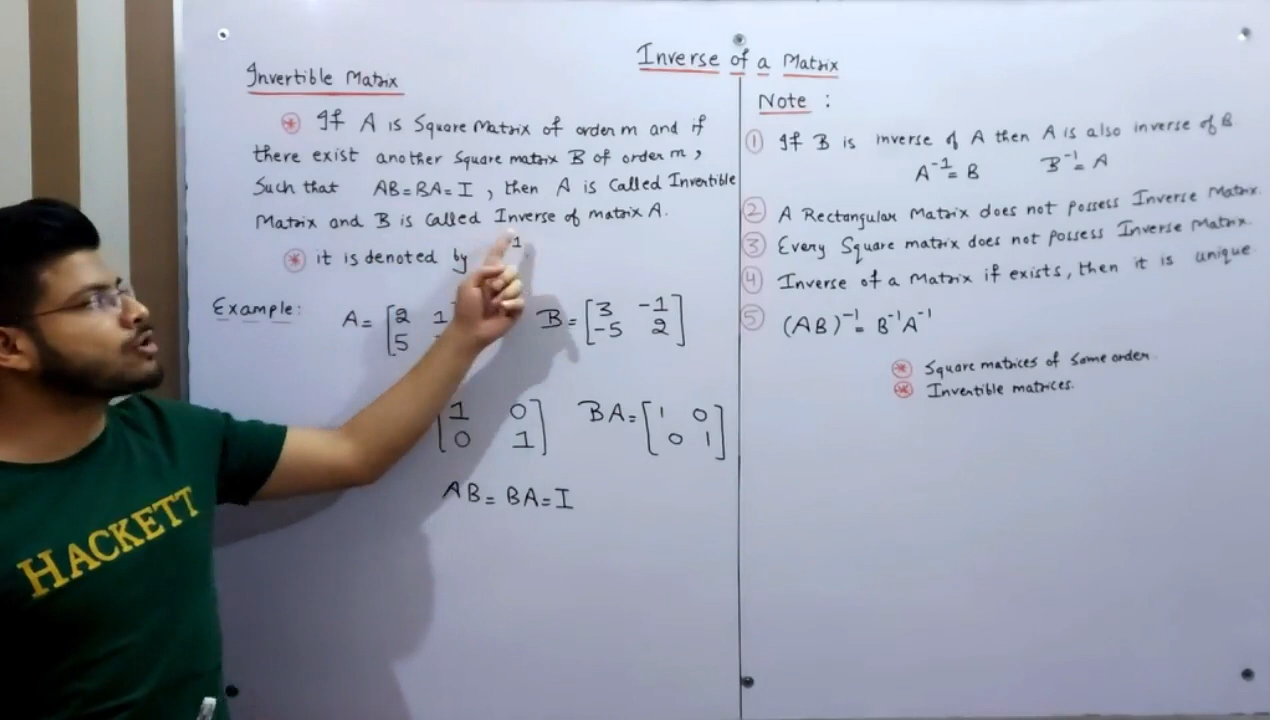 Inverse of a Matrix
Invertible Matrix
* If A is Square Matrix of order m and if
there exist another Square matrix B of order m,
Such that AB=BA=I, then A is Called Invertible
Matrix and B is Called Inverse of matrix A.
* it is denoted by
Example: A= [2 1
5
B= [3 -1
-5 2]
[1 0
0 1]
BA= [1 0
0 1]
AB= BA=I
Note :
1 If B is inverse of A then A is also inverse of B
A⁻¹= B B⁻¹= A
2 A Rectangular Matrix does not possess Inverse Matrix.
3 Every Square matrix does not possess Inverse Matrix.
4 Inverse of a Matrix if exists, then it is unique.
5 (AB)⁻¹= B⁻¹A⁻¹
* Square matrices of Same order.
* Invertible matrices.
HACKETT